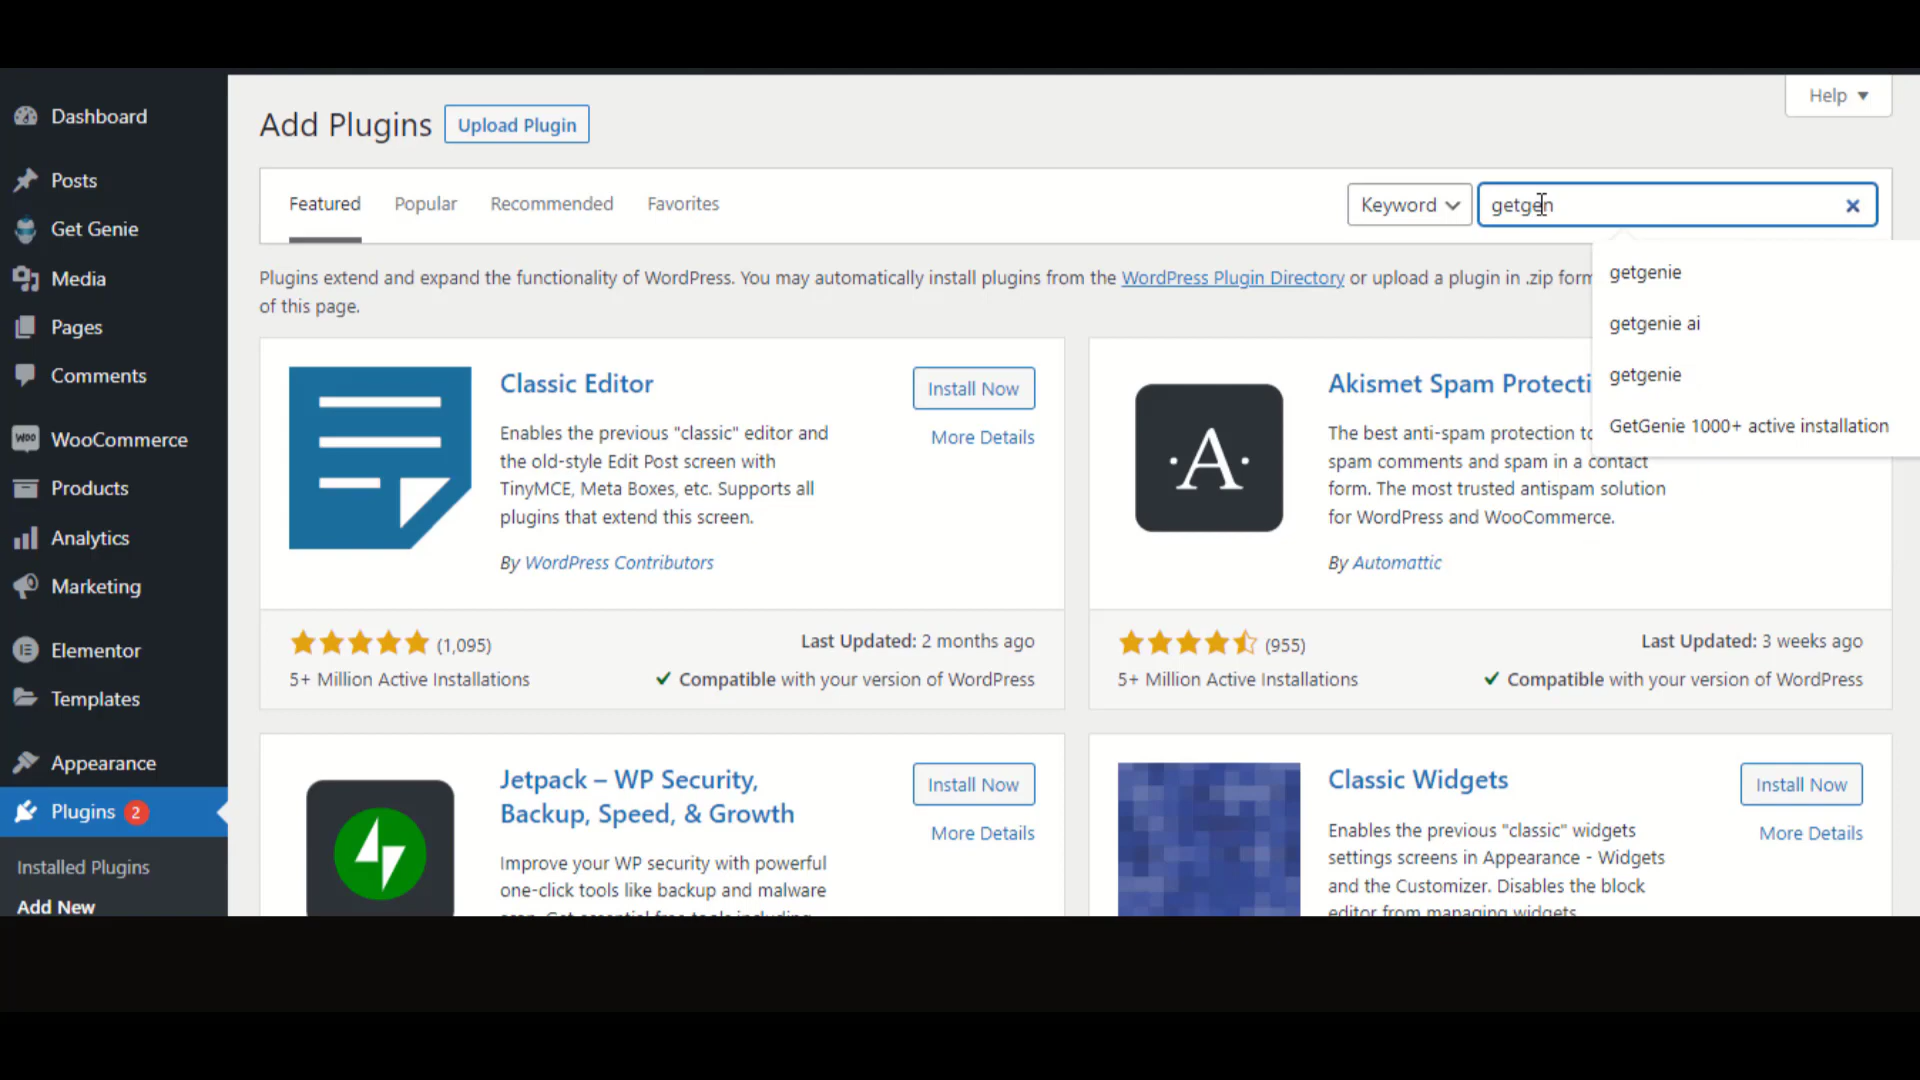 Dashboard
Posts
Get Genie
Media
Pages
Comments
WOO WooCommerce
Products
Analytics
Marketing
Elementor
Templates
Appearance
Plugins 2
Installed Plugins
Add New
Help
Add Plugins Upload Plugin
Featured Popular Recommended Favorites
Keyword getgen
getgenie
getgenie ai
getgenie
GetGenie 1000+ active installation
Plugins extend and expand the functionality of WordPress. You may automatically install plugins from the WordPress Plugin Directory or upload a plugin in .zip
of this page.
Classic Editor
Install Now
More Details
Enables the previous "classic" editor and
the old-style Edit Post screen with
TinyMCE, Meta Boxes, etc. Supports all
plugins that extend this screen.
By WordPress Contributors
(1,095)
Last Updated: 2 months ago
5+ Million Active Installations
Compatible with your version of WordPress
·A·
Akismet Spam Protecti
The best anti-spam protection to
spam comments and spam in a contact
form. The most trusted antispam solution
for WordPress and WooCommerce.
By Automattic
(955)
Last Updated: 3 weeks ago
5+ Million Active Installations
Compatible with your version of WordPress
Jetpack – WP Security,
Backup, Speed, & Growth
Install Now
More Details
Improve your WP security with powerful
one-click tools like backup and malware
scan. Get essential free tools including
Classic Widgets
Install Now
More Details
Enables the previous "classic" widgets
settings screens in Appearance - Widgets
and the Customizer. Disables the block
editor from managing widgets.